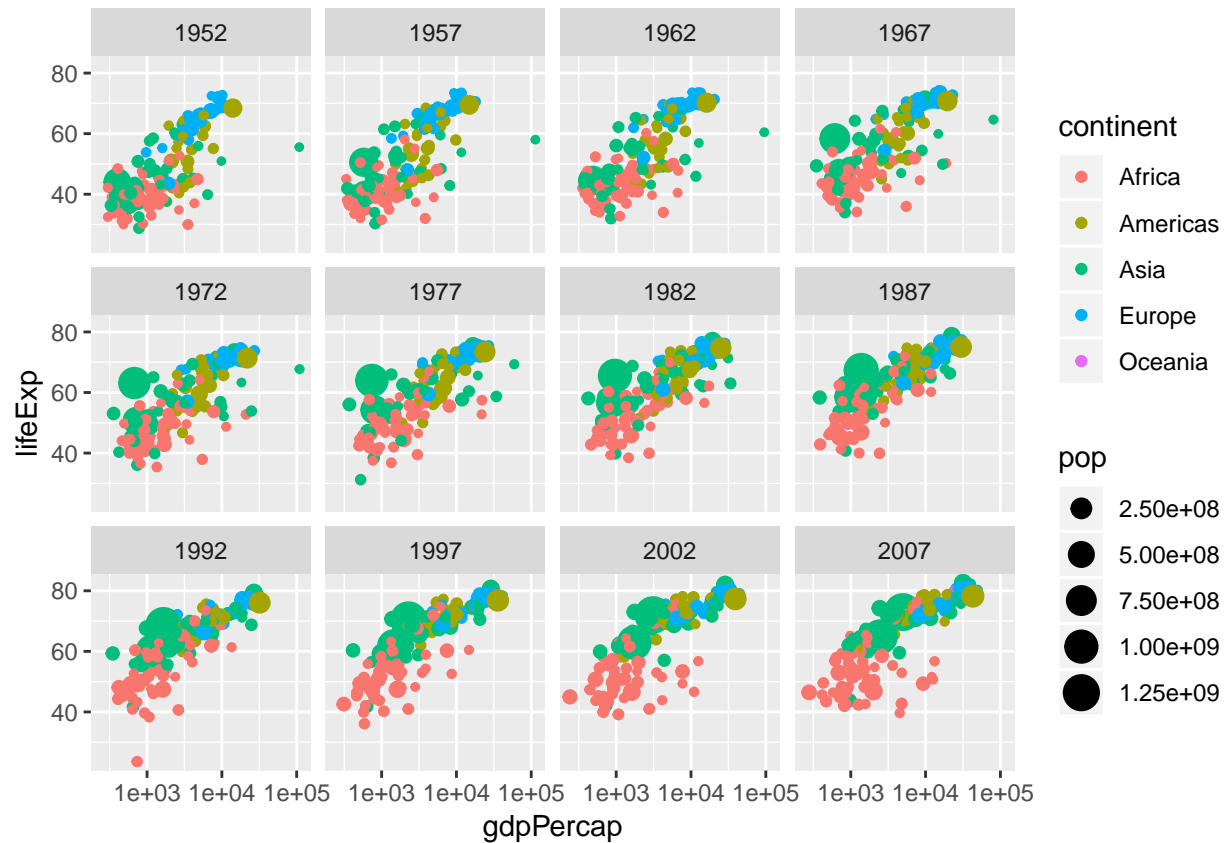 1952 1957 1962 1967
80
60
40
1972 1977 1982 1987
80
60
40
1992 1997 2002 2007
80
60
40
1e+03 1e+04 1e+05 1e+03 1e+04 1e+05 1e+03 1e+04 1e+05 1e+03 1e+04 1e+05
gdpPercap
lifeExp
continent
Africa
Americas
Asia
Europe
Oceania
pop
2.50e+08
5.00e+08
7.50e+08
1.00e+09
1.25e+09